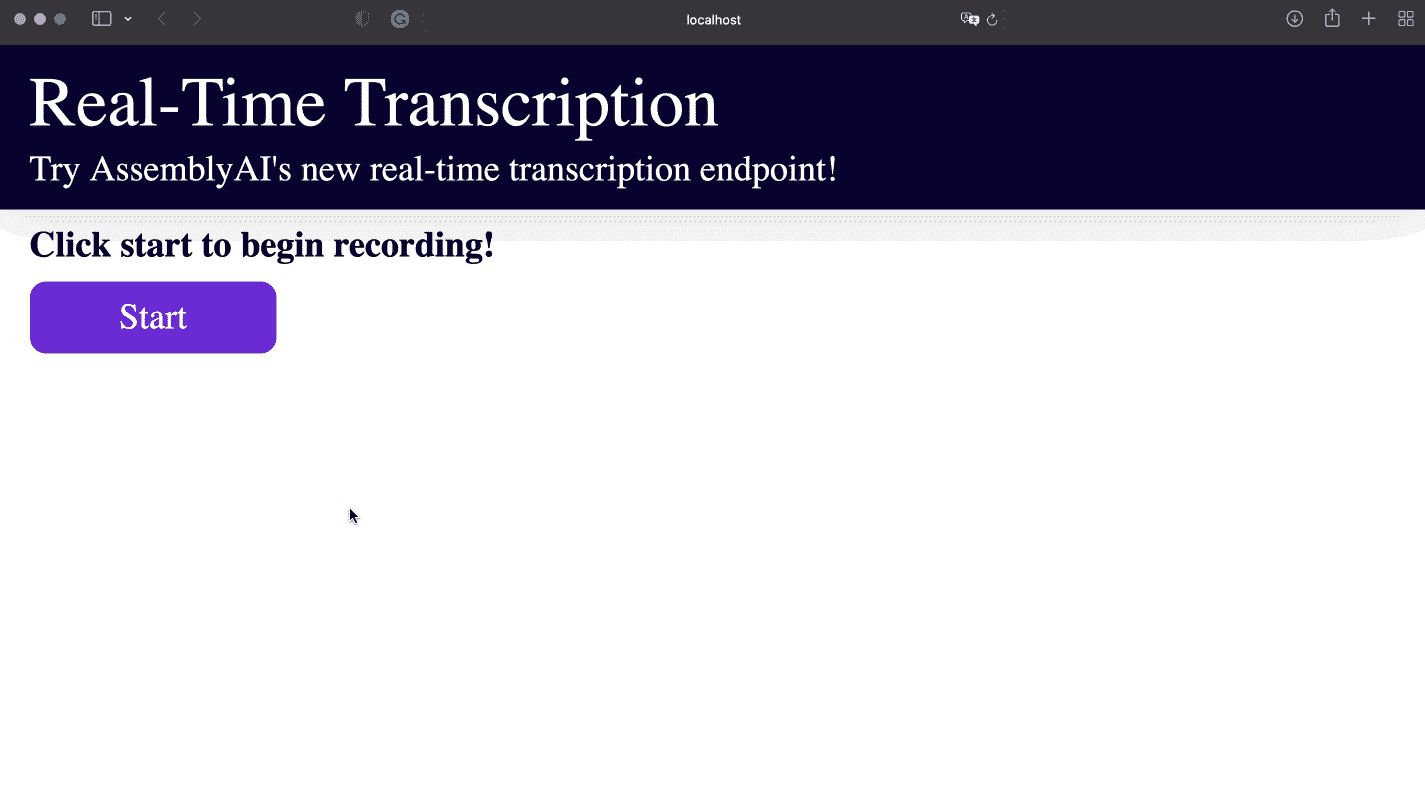 localhost
Real-Time Transcription
Try AssemblyAI's new real-time transcription endpoint!
Click start to begin recording!
Start